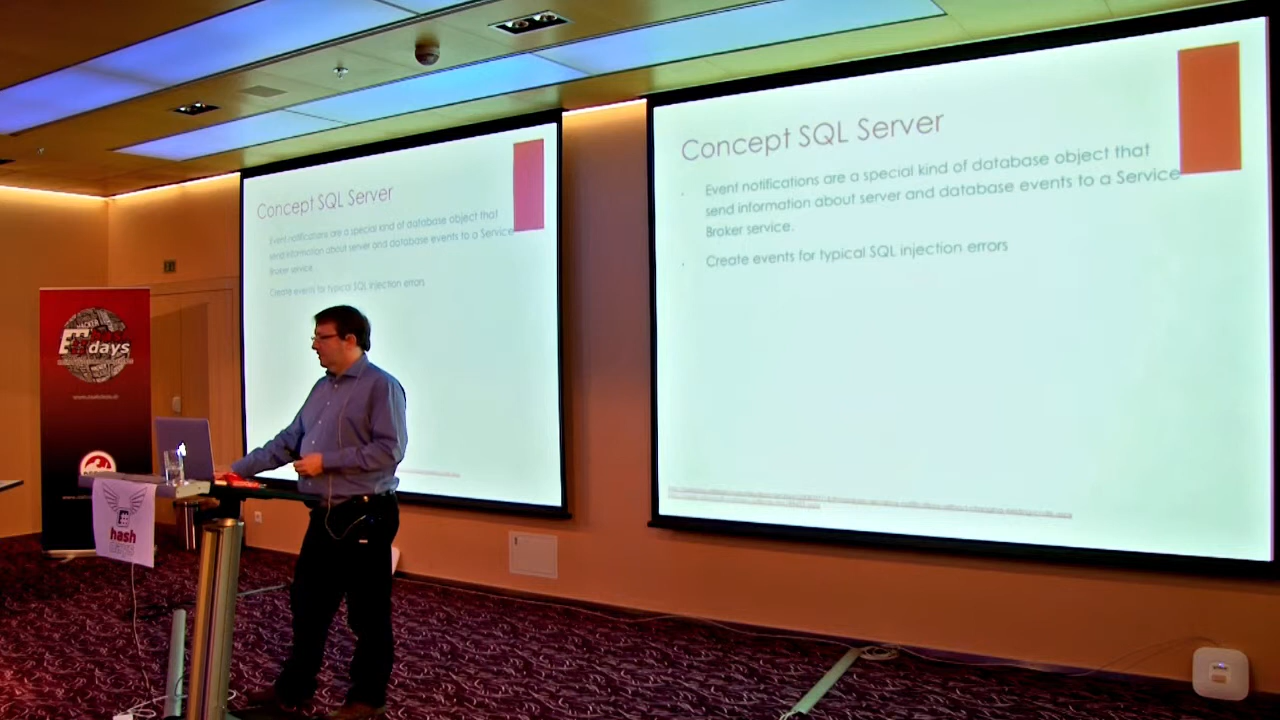 Concept SQL Server
Event notifications are a special kind of database object that
send information about server and database events to a Service
Broker service.
Create events for typical SQL injection errors
Concept SQL Server
Event notifications are a special kind of database object that
send information about server and database events to a Service
Broker service.
Create events for typical SQL injection errors
days
hash